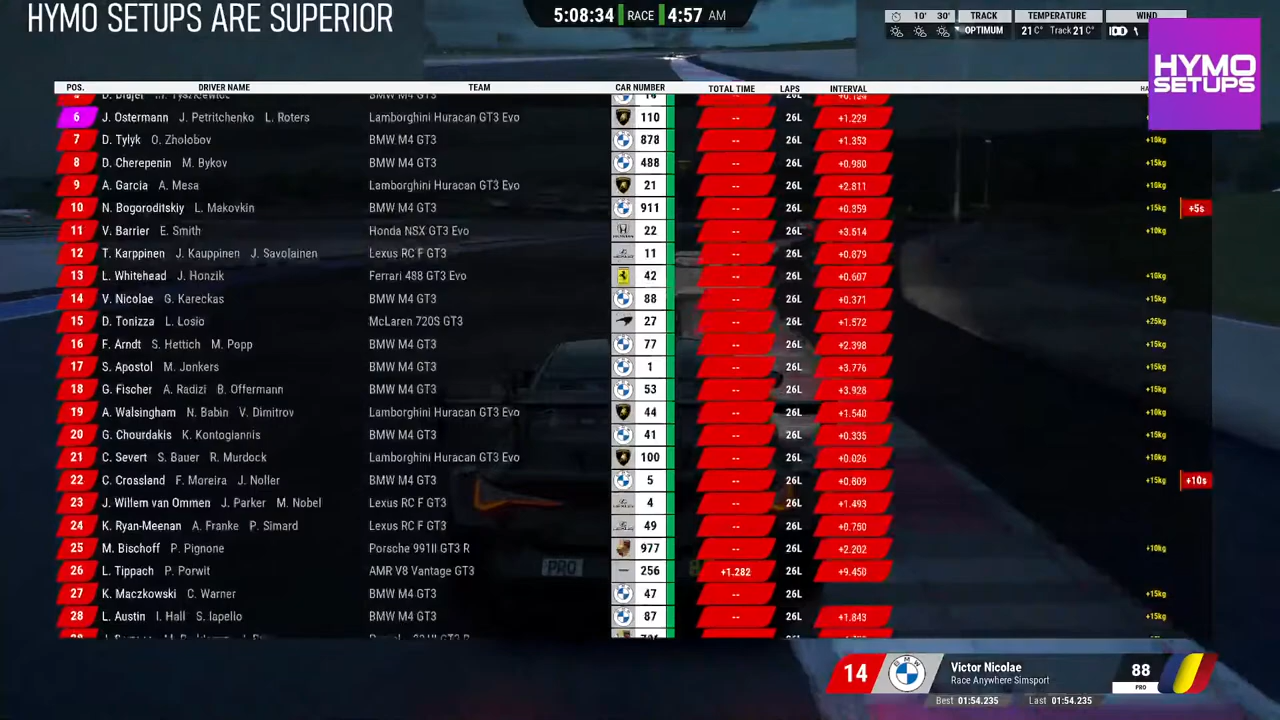 HYMO SETUPS ARE SUPERIOR
5:08:34 RACE 4:57 AM
10' 30' TRACK TEMPERATURE WIND
OPTIMUM 21 C° Track 21 C°
HYMO
SETUPS
POS. DRIVER NAME TEAM CAR NUMBER TOTAL TIME LAPS INTERVAL
6 J. Ostermann J. Portchenko L. Roters Lamborghini Huracan GT3 Evo 110 -- 26L +1.229
7 D. Tylyk O. Zholobov BMW M4 GT3 878 -- 26L +1.353 +10kg
8 D. Cherepenin M. Bykov BMW M4 GT3 488 -- 26L +0.980 +15kg
9 A. Garcia A. Mesa Lamborghini Huracan GT3 Evo 21 -- 26L +2.811 +10kg
10 N. Bogoroditskiy L. Makovkin BMW M4 GT3 911 -- 26L +0.359 +15kg +5s
11 V. Barrier E. Smith Honda NSX GT3 Evo 22 -- 26L +3.514 +10kg
12 T. Karppinen J. Karppinen J. Savolainen Lexus RC F GT3 11 -- 26L +0.879
13 L. Whitehead J. Honzik Ferrari 488 GT3 Evo 42 -- 26L +0.607 +10kg
14 V. Nicolae G. Kareckas BMW M4 GT3 88 -- 26L +0.371 +15kg
15 D. Tonizza L. Losio McLaren 720S GT3 27 -- 26L +1.572 +25kg
16 F. Arndt S. Hettich M. Popp BMW M4 GT3 77 -- 26L +2.398 +15kg
17 S. Apostol M. Jonkers BMW M4 GT3 1 -- 26L +3.776 +15kg
18 G. Fischer A. Radizi B. Offermann BMW M4 GT3 53 -- 26L +3.928 +15kg
19 A. Walsingham N. Babin V. Dimitrov Lamborghini Huracan GT3 Evo 44 -- 26L +1.540 +10kg
20 G. Chourdakis K. Kontogiannis BMW M4 GT3 41 -- 26L +0.335 +15kg
21 C. Severt S. Bauer R. Murdock Lamborghini Huracan GT3 Evo 100 -- 26L +0.026 +10kg
22 C. Crossland F. Pereira J. Noller BMW M4 GT3 5 -- 26L +0.809 +15kg +10s
23 J. Willem van Ommen J. Parker M. Nobel Lexus RC F GT3 4 -- 26L +1.493
24 K. Ryan-Meenan A. Franke P. Simard Lexus RC F GT3 49 -- 26L +0.750
25 M. Bischoff P. Pignone Porsche 991II GT3 R 977 -- 26L +2.202 +10kg
26 L. Tippach P. Porwit AMR V8 Vantage GT3 256 +1.282 26L +9.450
27 K. Maczkowski C. Warner BMW M4 GT3 47 -- 26L +15kg
28 L. Austin I. Hall S. Iapello BMW M4 GT3 87 -- 26L +1.843 +15kg
PRO
14 BMW Victor Nicolae 88
Race Anywhere Simsport PRO
Best 01:54.235 Last 01:54.235